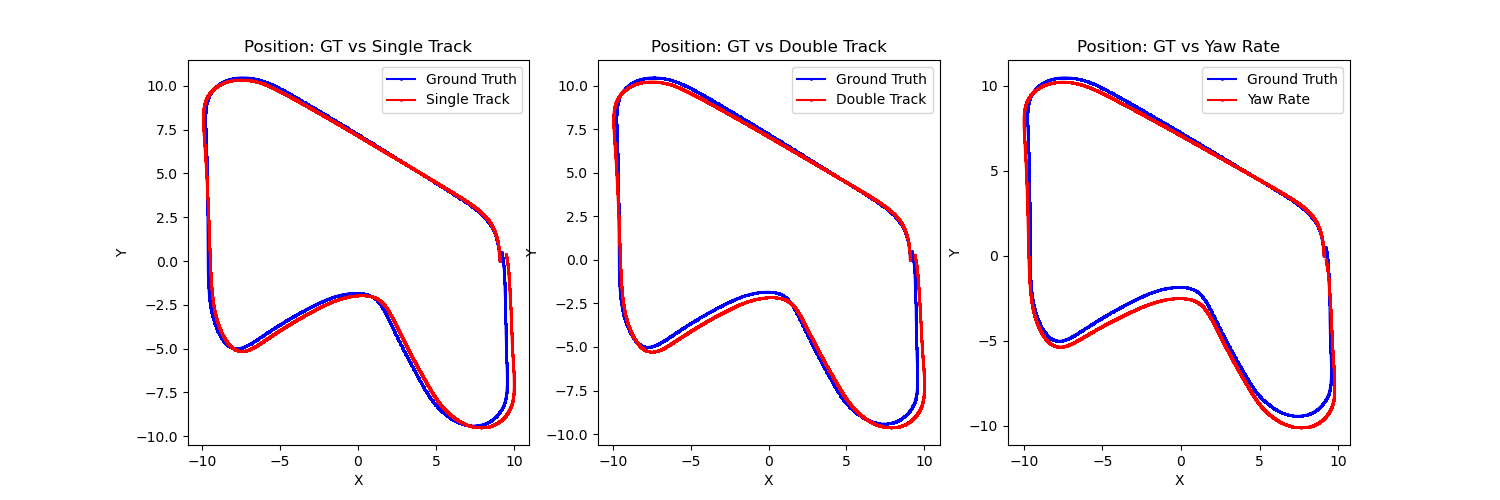 Position: GT vs Single Track
Ground Truth
Single Track
10.0
7.5
5.0
2.5
0.0
−2.5
−5.0
−7.5
−10.0
Y
−10
−5
0
5
10
X
Position: GT vs Double Track
Ground Truth
Double Track
10.0
7.5
5.0
2.5
0.0
−2.5
−5.0
−7.5
−10.0
Y
−10
−5
0
5
10
X
Position: GT vs Yaw Rate
Ground Truth
Yaw Rate
10
5
0
−5
−10
Y
−10
−5
0
5
10
X